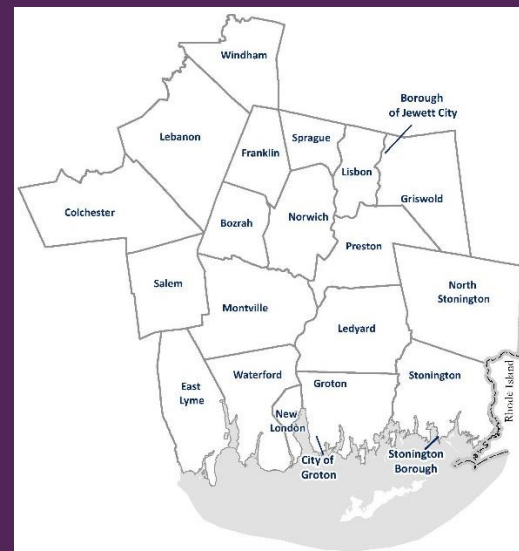 Windham
Borough
of Jewett City
Lebanon
Sprague
Franklin
Lisbon
Griswold
Colchester
Bozrah
Norwich
Preston
Salem
North
Stonington
Montville
Ledyard
Waterford
Stonington
East
Lyme
Groton
Rhode Island
New
London
City of
Groton
Stonington
Borough